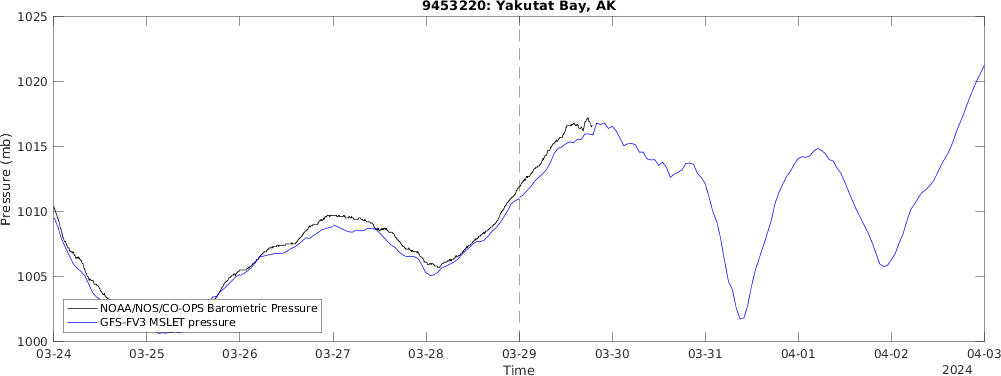 9453220: Yakutat Bay, AK
1025
1020
1015
1010
1005
1000
Pressure (mb)
NOAA/NOS/CO-OPS Barometric Pressure
GFS-FV3 MSLET pressure
03-24 03-25 03-26 03-27 03-28 03-29 03-30 03-31 04-01 04-02 04-03
Time
2024